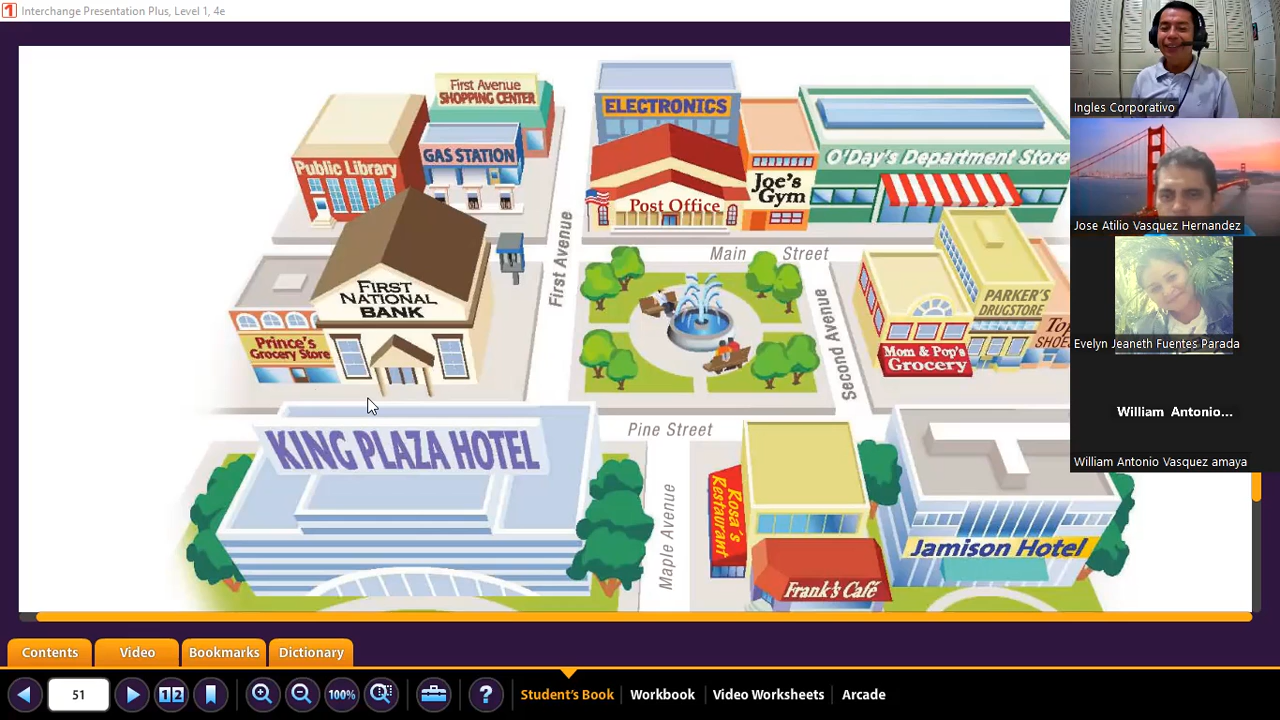 Interchange Presentation Plus, Level 1, 4e
First Avenue
SHOPPING CENTER
Public Library
GAS STATION
ELECTRONICS
Post Office
JOE'S
GYM
O'DAY'S Department Store
First Avenue
Main Street
FIRST
NATIONAL
BANK
Prince's
Grocery Store
Second Avenue
Mom & Pop's
Grocery
PARKER'S
DRUGSTORE
SHOE
Pine Street
KING PLAZA HOTEL
Maple Avenue
Rosa's
Restaurant
Frank's Café
Jamison Hotel
Ingles Corporativo
Jose Atilio Vasquez Hernandez
Evelyn Jeaneth Fuentes Parada
William Antonio...
William Antonio Vasquez amaya
Contents
Video
Bookmarks
Dictionary
51
1 2
100%
?
Student's Book
Workbook
Video Worksheets
Arcade